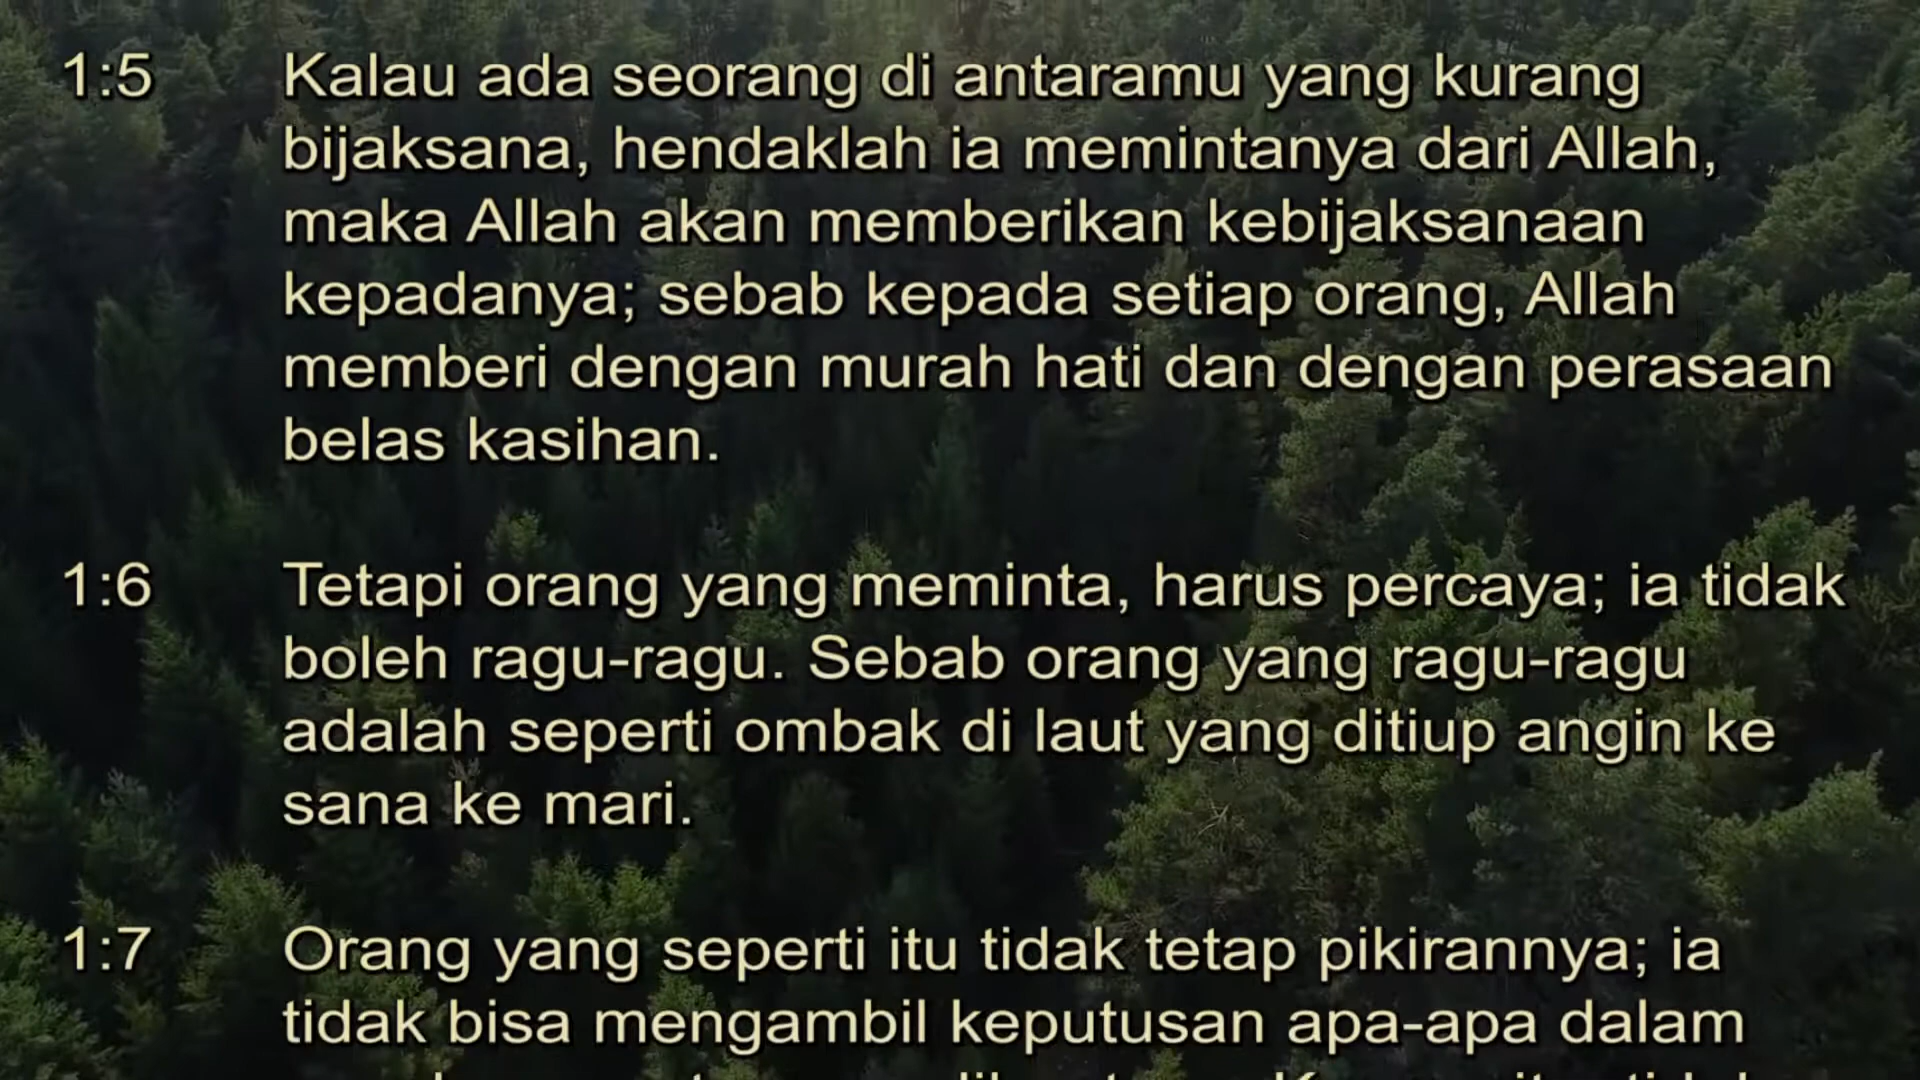 1:5 Kalau ada seorang di antaramu yang kurang
bijaksana, hendaklah ia memintanya dari Allah,
maka Allah akan memberikan kebijaksanaan
kepadanya; sebab kepada setiap orang, Allah
memberi dengan murah hati dan dengan perasaan
belas kasihan.
1:6 Tetapi orang yang meminta, harus percaya; ia tidak
boleh ragu-ragu. Sebab orang yang ragu-ragu
adalah seperti ombak di laut yang ditiup angin ke
sana ke mari.
1:7 Orang yang seperti itu tidak tetap pikirannya; ia
tidak bisa mengambil keputusan apa-apa dalam